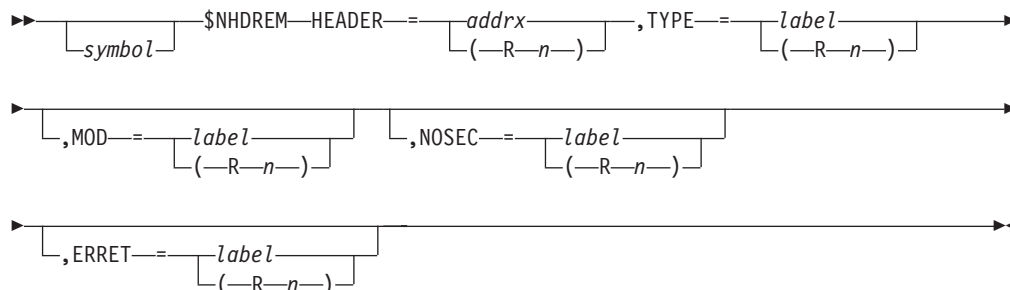 $NHDREM HEADER = addrx ,TYPE = label
symbol (R n) (R n)
,MOD = label ,NOSEC = label
(R n) (R n)
,ERRET = label
(R n)